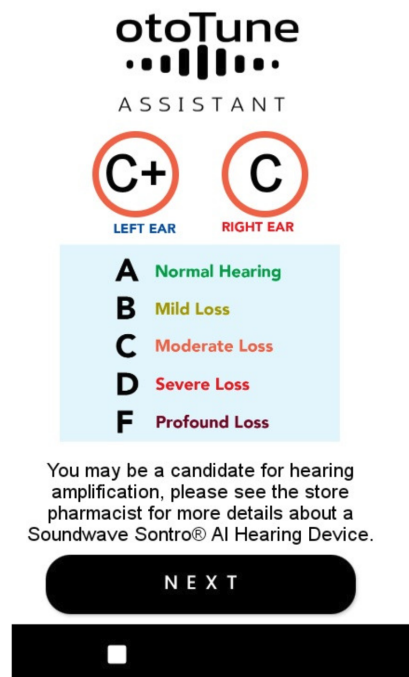 otoTune
ASSISTANT
C+ C
LEFT EAR RIGHT EAR
A Normal Hearing
B Mild Loss
C Moderate Loss
D Severe Loss
F Profound Loss
You may be a candidate for hearing
amplification, please see the store
pharmacist for more details about a
Soundwave Sontro® AI Hearing Device.
NEXT